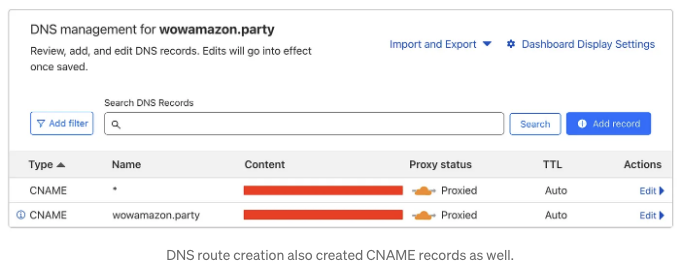 DNS management for wowamazon.party
Review, add, and edit DNS records. Edits will go into effect
once saved.
Import and Export
Dashboard Display Settings
Search DNS Records
Add filter
Search
Add record
Type Name Content Proxy status TTL Actions
CNAME * Proxied Auto Edit
CNAME wowamazon.party Proxied Auto Edit
DNS route creation also created CNAME records as well.